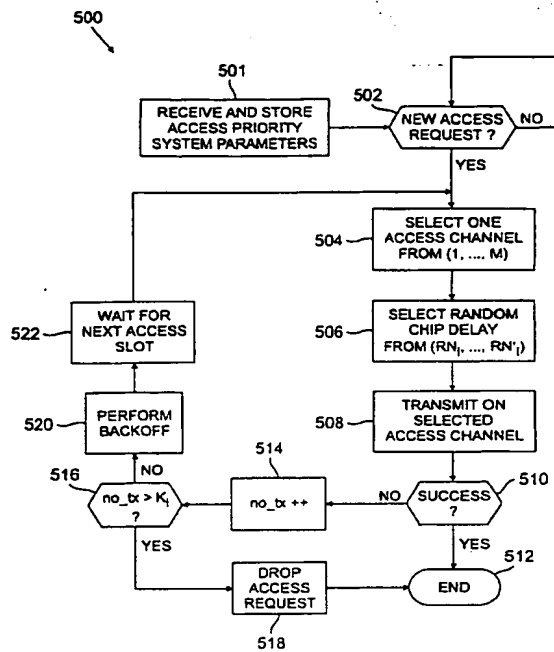 500
501
RECEIVE AND STORE
ACCESS PRIORITY
SYSTEM PARAMETERS
502
NEW ACCESS
REQUEST ?
NO
YES
504
SELECT ONE
ACCESS CHANNEL
FROM (1, ..., M)
506
SELECT RANDOM
CHIP DELAY
FROM (RNi, ..., RN'i)
508
TRANSMIT ON
SELECTED
ACCESS CHANNEL
510
SUCCESS
?
NO
YES
512
END
514
no_tx ++
516
no_tx > Ki
?
NO
YES
518
DROP
ACCESS
REQUEST
520
PERFORM
BACKOFF
522
WAIT FOR
NEXT ACCESS
SLOT